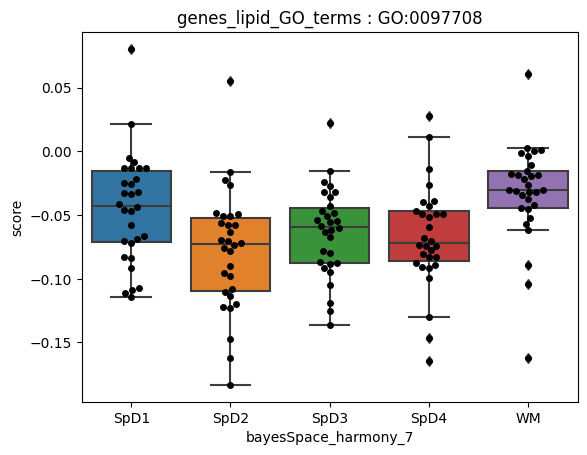 genes_lipid_GO_terms : GO:0097708
score
0.05
0.00
−0.05
−0.10
−0.15
SpD1 SpD2 SpD3 SpD4 WM
bayesSpace_harmony_7